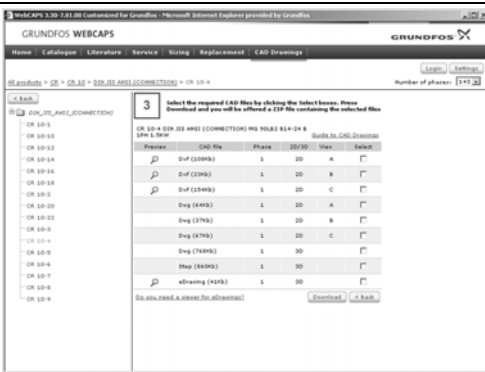 WebCAPS 3.30-7.01.08 Customized for Grundfos - Microsoft Internet Explorer provided by Grundfos
GRUNDFOS WEBCAPS
GRUNDFOS
Home | Catalogue | Literature | Service | Sizing | Replacement | CAD Drawings
Login Settings
All products > CR > CR 10 > DIN JIS ANSI (CONNECTION) > CR 10-4
Number of phases: 1+3
< Back
DIN_JIS_ANSI_(CONNECTION)
CR 10-1
CR 10-10
CR 10-12
CR 10-14
CR 10-16
CR 10-18
CR 10-2
CR 10-20
CR 10-22
CR 10-3
CR 10-4
CR 10-5
CR 10-6
CR 10-7
CR 10-8
CR 10-9
3
Select the required CAD files by clicking the Select boxes. Press
Download and you will be offered a ZIP file containing the selected files
CR 10-4 DIN JIS ANSI (CONNECTION) MG 90LB2 B14-24 B
1PH 1.5KW
Guide to CAD Drawings
Preview CAD file Phase 2D/3D View Select
Dxf (108Kb) 1 2D A
Dxf (23Kb) 1 2D B
Dxf (154Kb) 1 2D C
Dwg (64Kb) 1 2D A
Dwg (37Kb) 1 2D B
Dwg (67Kb) 1 2D C
Dwg (768Kb) 1 3D
Step (960Kb) 1 3D
eDrawing (41Kb) 1 3D
Do you need a viewer for eDrawings?
Download < Back